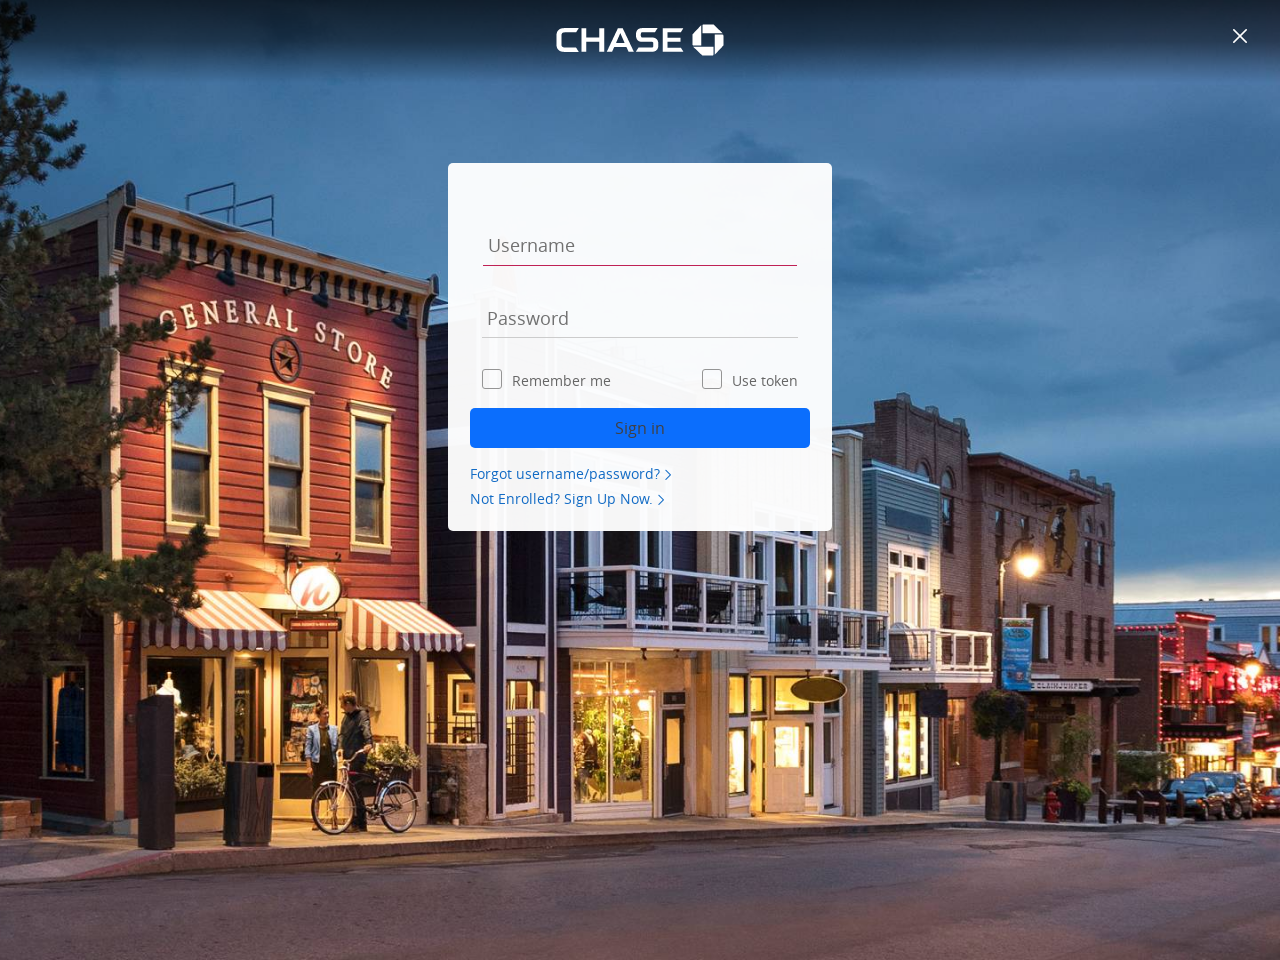 CHASE
Username
Password
Remember me
Use token
Sign in
Forgot username/password?
Not Enrolled? Sign Up Now.
GENERAL STORE
h
CLAIMJUMPER